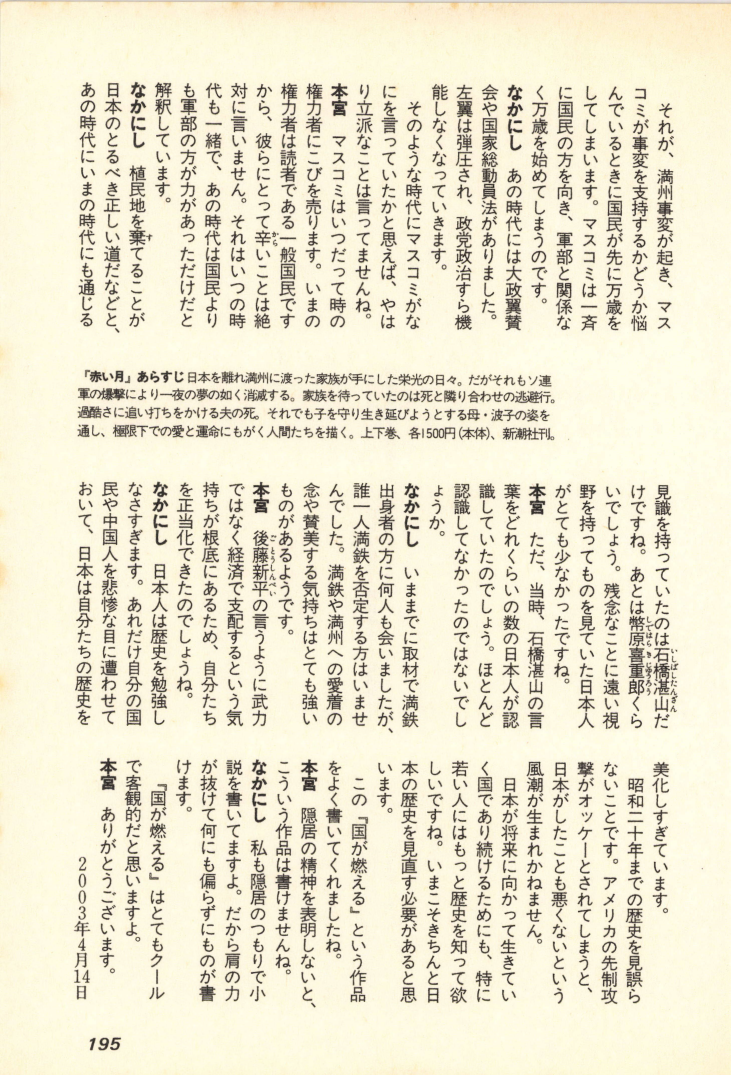 それが、満州事変が起き、マス
コミが事変を支持するかどうか悩
んでいるときに国民が先に万歳を
してしまいます。マスコミは一斉
に国民の方を向き、軍部と関係な
く万歳を始めてしまうのです。
なかにし　あの時代には大政翼賛
会や国家総動員法がありました。
左翼は弾圧され、政党政治すら機
能しなくなっていきます。
そのような時代にマスコミがな
にを言っていたかと思えば、やは
り立派なことは言ってませんね。
本宮　マスコミはいつだって時の
権力者にこびを売ります。いまの
権力者は読者である一般国民です
から、彼らにとって辛いことは絶
から
対に言いません。それはいつの時
代も一緒で、あの時代は国民より
も軍部の方が力があっただけだと
解釈しています。
なかにし　植民地を棄てることが
す
日本のとるべき正しい道だなどと、
あの時代にいまの時代にも通じる
『赤い月』あらすじ 日本を離れ満州に渡った家族が手にした栄光の日々。だがそれもソ連
軍の爆撃により一夜の夢の如く消滅する。家族を待っていたのは死と隣り合わせの逃避行。
過酷さに追い打ちをかける夫の死。それでも子を守り生き延びようとする母・波子の姿を
通し、極限下での愛と運命にもがく人間たちを描く。上下巻、各1500円（本体）、新潮社刊。
見識を持っていたのは石橋湛山だ
いしばしたんざん
けですね。あとは幣原喜重郎くら
しではらきじゅうろう
いでしょう。残念なことに遠い視
野を持ってものを見ていた日本人
がとても少なかったですね。
本宮　ただ、当時、石橋湛山の言
葉をどれくらいの数の日本人が認
識していたのでしょう。ほとんど
認識してなかったのではないでし
ょうか。
なかにし　いままでに取材で満鉄
出身者の方に何人も会いましたが、
誰一人満鉄を否定する方はいませ
んでした。満鉄や満州への愛着の
念や賛美する気持ちはとても強い
ものがあるようです。
本宮　後藤新平の言うように武力
ごとうしんぺい
ではなく経済で支配するという気
持ちが根底にあるため、自分たち
を正当化できたのでしょうね。
なかにし　日本人は歴史を勉強し
なさすぎます。あれだけ自分の国
民や中国人を悲惨な目に遭わせて
おいて、日本は自分たちの歴史を
美化しすぎています。
昭和二十年までの歴史を見誤ら
ないことです。アメリカの先制攻
撃がオッケーとされてしまうと、
日本がしたことも悪くないという
風潮が生まれかねません。
日本が将来に向かって生きてい
く国であり続けるためにも、特に
若い人にはもっと歴史を知って欲
しいですね。いまこそきちんと日
本の歴史を見直す必要があると思
います。
この『国が燃える』という作品
をよく書いてくれましたね。
本宮　隠居の精神を表明しないと、
こういう作品は書けませんね。
なかにし　私も隠居のつもりで小
説を書いてますよ。だから肩の力
が抜けて何にも偏らずにものが書
けます。
『国が燃える』はとてもクール
で客観的だと思いますよ。
本宮　ありがとうございます。
2003年4月14日
195